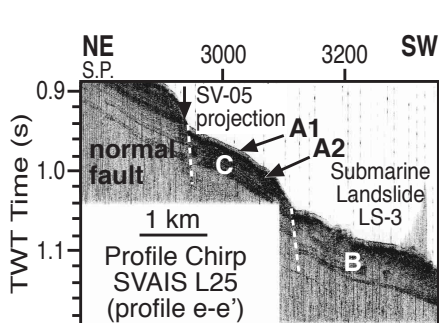 NE 3000 3200 SW
S.P.
0.9
SV-05
projection
A1
A2
normal
fault
C
1.0
Submarine
Landslide
LS-3
1 km
1.1
B
Profile Chirp
SVAIS L25
(profile e-e')
TWT Time (s)